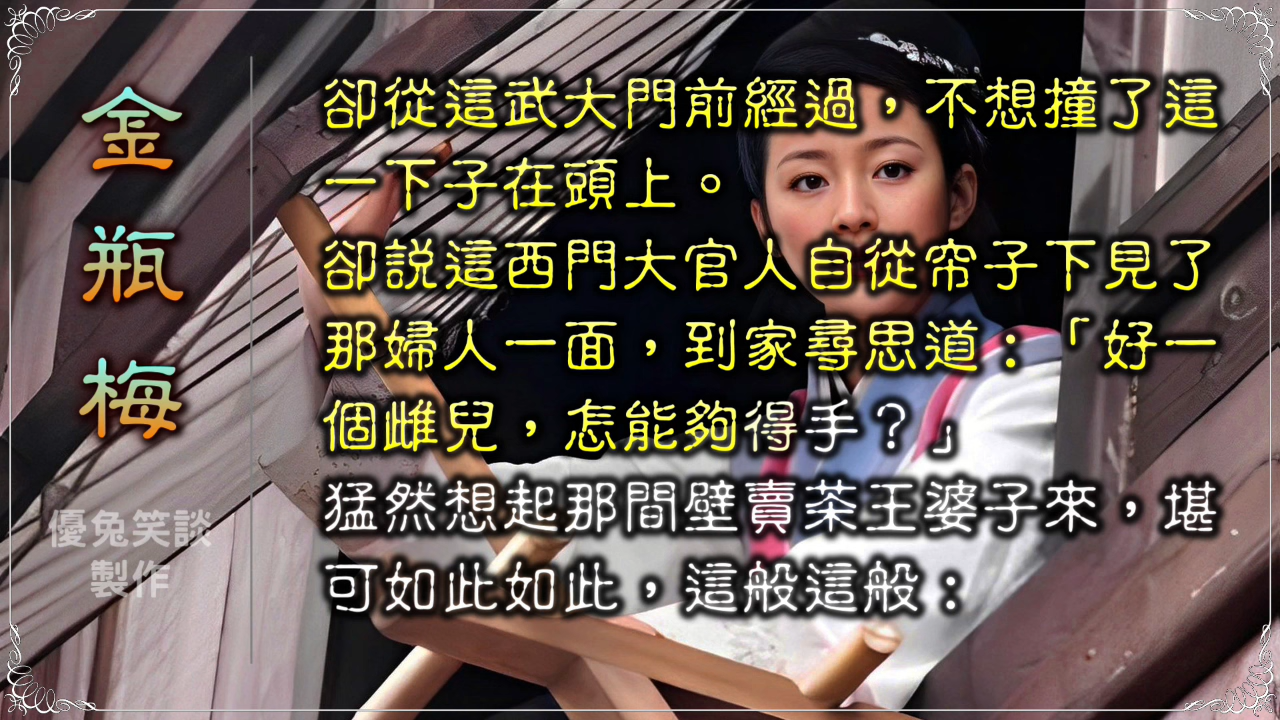 金瓶梅
優兔笑談
製作
卻從這武大門前經過，不想撞了這
一下子在頭上。
卻説這西門大官人自從帘子下見了
那婦人一面，到家尋思道：「好一
個雌兒，怎能夠得手？」
猛然想起那間壁賣茶王婆子來，堪
可如此如此，這般這般：